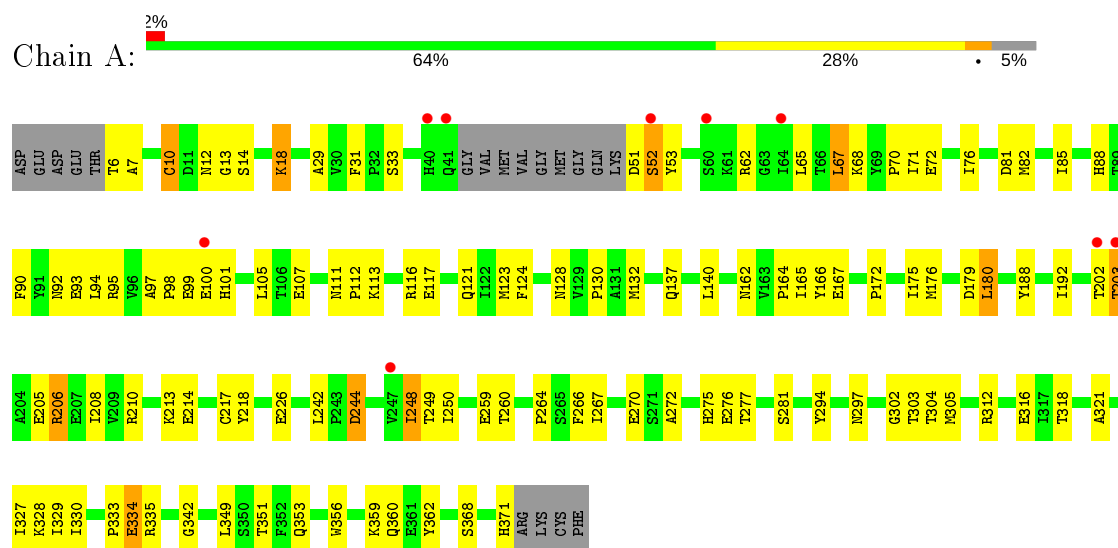 2%
Chain A:
64% 28% • 5%
ASP GLU ASP GLU THR T6 A7 C10 D11 N12 G13 S14 K18 A29 V30 F31 P32 S33 H40 Q41 GLY VAL MET VAL GLY MET GLY GLN LYS D51 S52 Y53 S60 K61 R62 G63 I64 L65 T66 L67 K68 Y69 P70 I71 E72 I76 D81 M82 I85 H88 T89
F90 Y91 N92 E93 L94 R95 V96 A97 P98 E99 E100 H101 L105 T106 E107 N111 P112 K113 R116 E117 Q121 I122 M123 F124 N128 V129 P130 A131 M132 Q137 L140 N162 V163 P164 I165 Y166 E167 P172 I175 M176 D179 L180 Y188 I192 T202 T203
A204 E205 R206 E207 I208 V209 R210 K213 E214 C217 Y218 E226 L242 P243 D244 V247 I248 T249 I250 E259 T260 P264 S265 F266 I267 E270 S271 A272 H275 E276 T277 S281 Y294 N297 G302 T303 T304 M305 R312 E316 I317 T318 A321
I327 K328 I329 I330 P333 E334 R335 G342 L349 S350 T351 F352 Q353 W356 K359 Q360 E361 Y362 S368 H371 ARG LYS CYS PHE